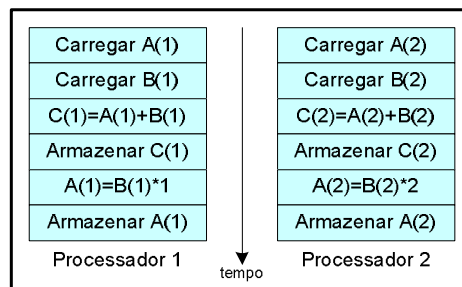 Carregar A(1)
Carregar B(1)
C(1)=A(1)+B(1)
Armazenar C(1)
A(1)=B(1)*1
Armazenar A(1)
Processador 1
tempo
Carregar A(2)
Carregar B(2)
C(2)=A(2)+B(2)
Armazenar C(2)
A(2)=B(2)*2
Armazenar A(2)
Processador 2